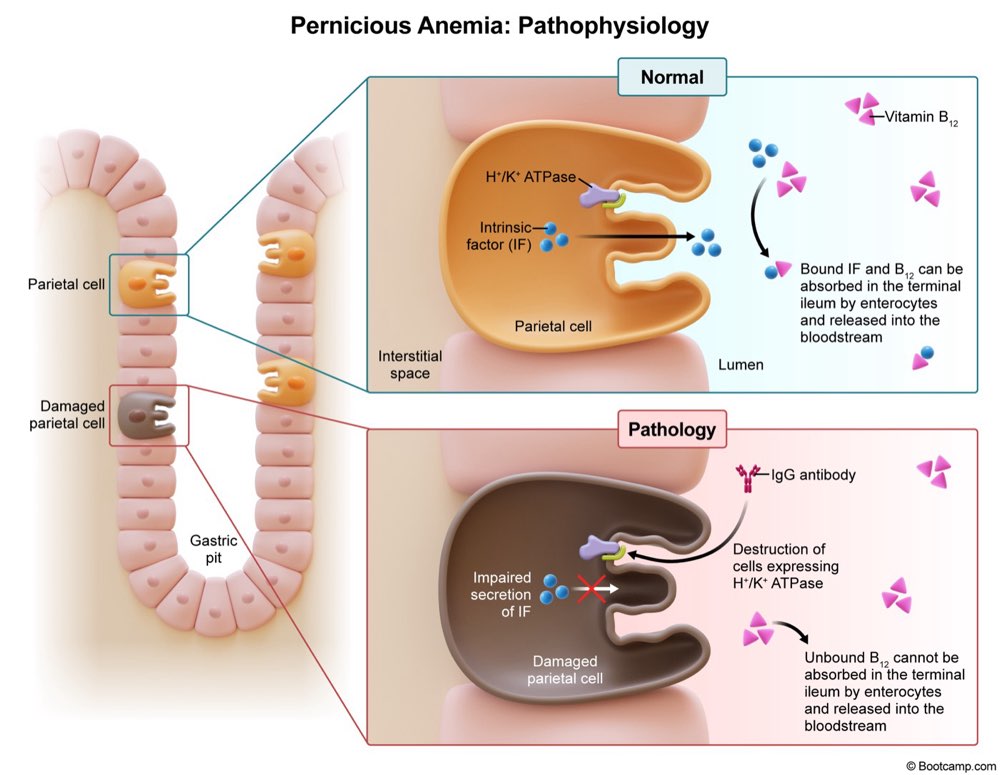 Pernicious Anemia: Pathophysiology
Normal
Vitamin B12
H+/K+ ATPase
Intrinsic
factor (IF)
Parietal cell
Bound IF and B12 can be
absorbed in the terminal
ileum by enterocytes
and released into the
bloodstream
Parietal cell
Interstitial
space
Lumen
Damaged
parietal cell
Pathology
IgG antibody
Gastric
pit
Destruction of
cells expressing
H+/K+ ATPase
Impaired
secretion
of IF
Damaged
parietal cell
Unbound B12 cannot be
absorbed in the terminal
ileum by enterocytes
and released into the
bloodstream
© Bootcamp.com